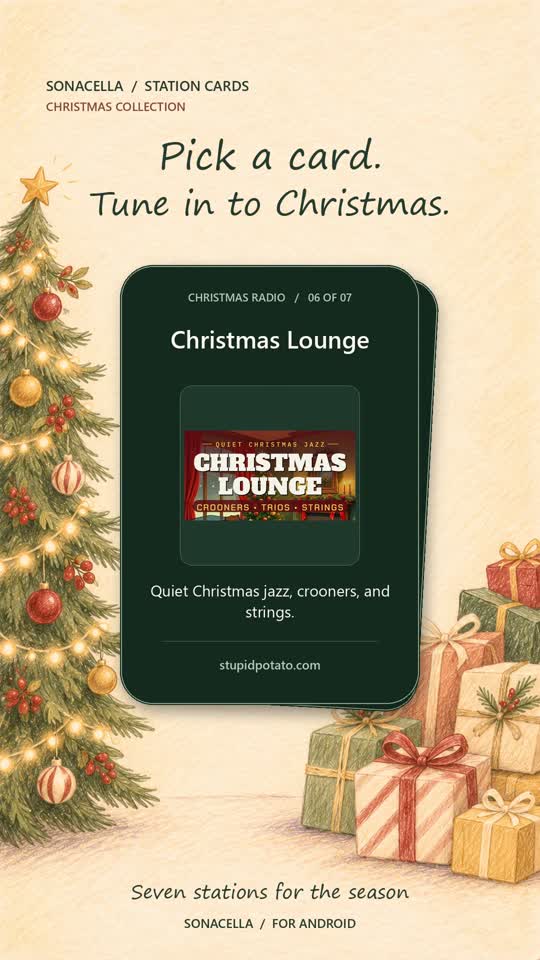 SONACELLA / STATION CARDS
CHRISTMAS COLLECTION
Pick a card.
Tune in to Christmas.
CHRISTMAS RADIO / 06 OF 07
Christmas Lounge
QUIET CHRISTMAS JAZZ
CHRISTMAS
LOUNGE
CROONERS • TRIOS • STRINGS
Quiet Christmas jazz, crooners, and
strings.
stupidpotato.com
Seven stations for the season
SONACELLA / FOR ANDROID